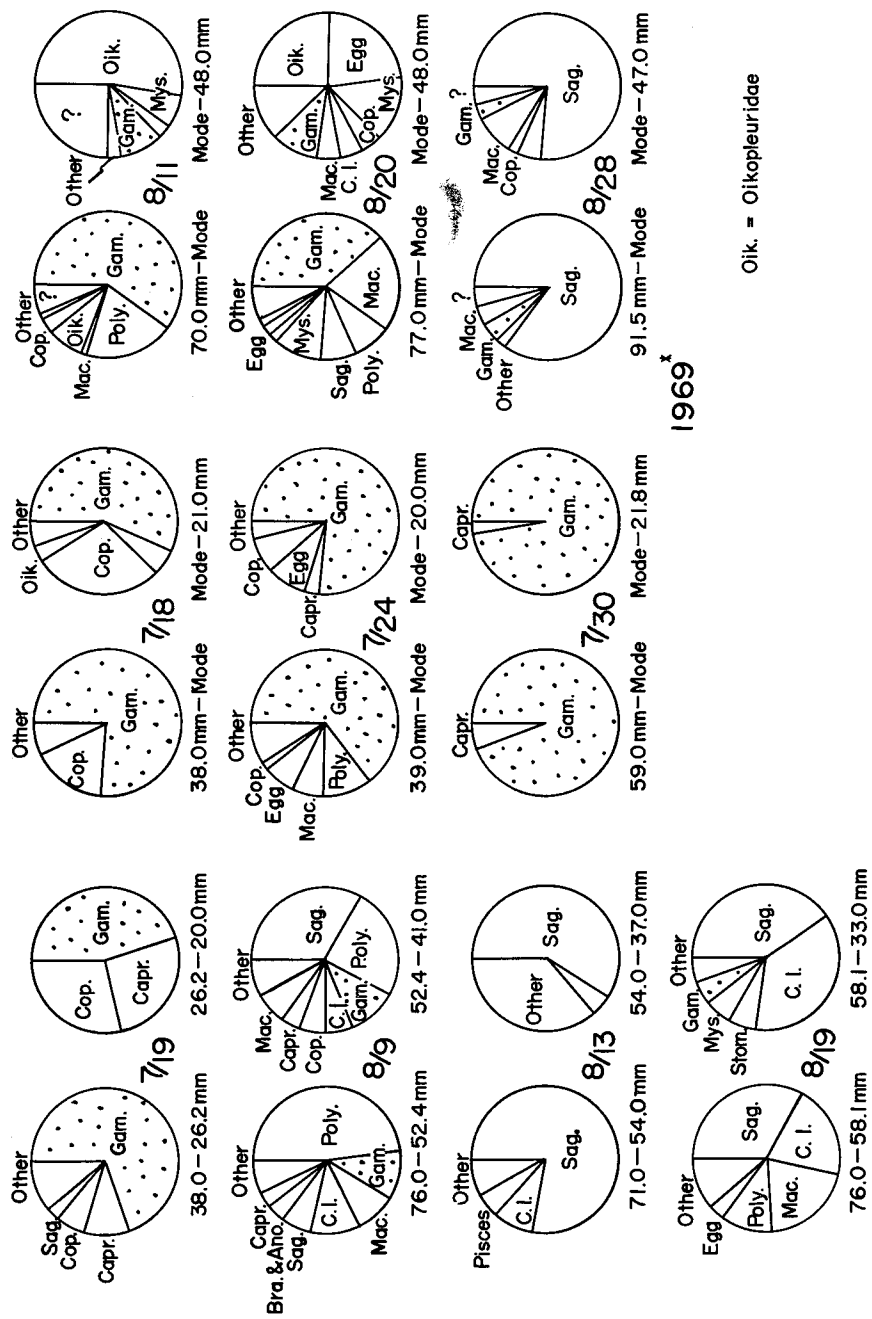 Other
Sag.
Cop.
Capr.
Gam.
38.0–26.2mm
7/19
Cop.
Gam.
Capr.
26.2–20.0mm
Other
Cop.
Gam.
38.0mm–Mode
7/18
Other
Oik.
Cop.
Gam.
Mode–21.0mm
Other
Cop.
?
Oik.
Mac.
Poly.
Gam.
70.0mm–Mode
8/11
Other
?
Oik.
Gam.
Mys.
Mode–48.0mm
Capr.
Bra.&Ano.
Sag.
C.I.
Mac.
Gam.
Poly.
76.0–52.4mm
8/9
Other
Mac.
Capr.
Cop.
C.I.
Gam.
Poly.
Sag.
52.4–41.0mm
Other
Cop.
Egg
Mac.
Poly.
Gam.
39.0mm–Mode
7/24
Other
Cop.
Egg
Capr.
Gam.
Mode–20.0mm
Other
Egg
Mys.
Sag.
Poly.
Mac.
Gam.
77.0mm–Mode
8/20
Other
Oik.
Gam.
Egg
Mac.
C.I.
Cop.
Mys.
Mode–48.0mm
Other
Pisces
C.I.
Sag.
71.0–54.0mm
8/13
Other
Sag.
54.0–37.0mm
Capr.
Gam.
59.0mm–Mode
7/30
Capr.
Gam.
Mode–21.8mm
Mac.?
Gam.
Other
Sag.
91.5mm–Mode
8/28
Gam.?
Mac.
Cop.
Sag.
Mode–47.0mm
Other
Egg
Poly.
Mac.
C.I.
Sag.
76.0–58.1mm
8/19
Other
Gam.
Mys.
Stom.
C.I.
Sag.
58.1–33.0mm
1969*
Oik. = Oikopleuridae